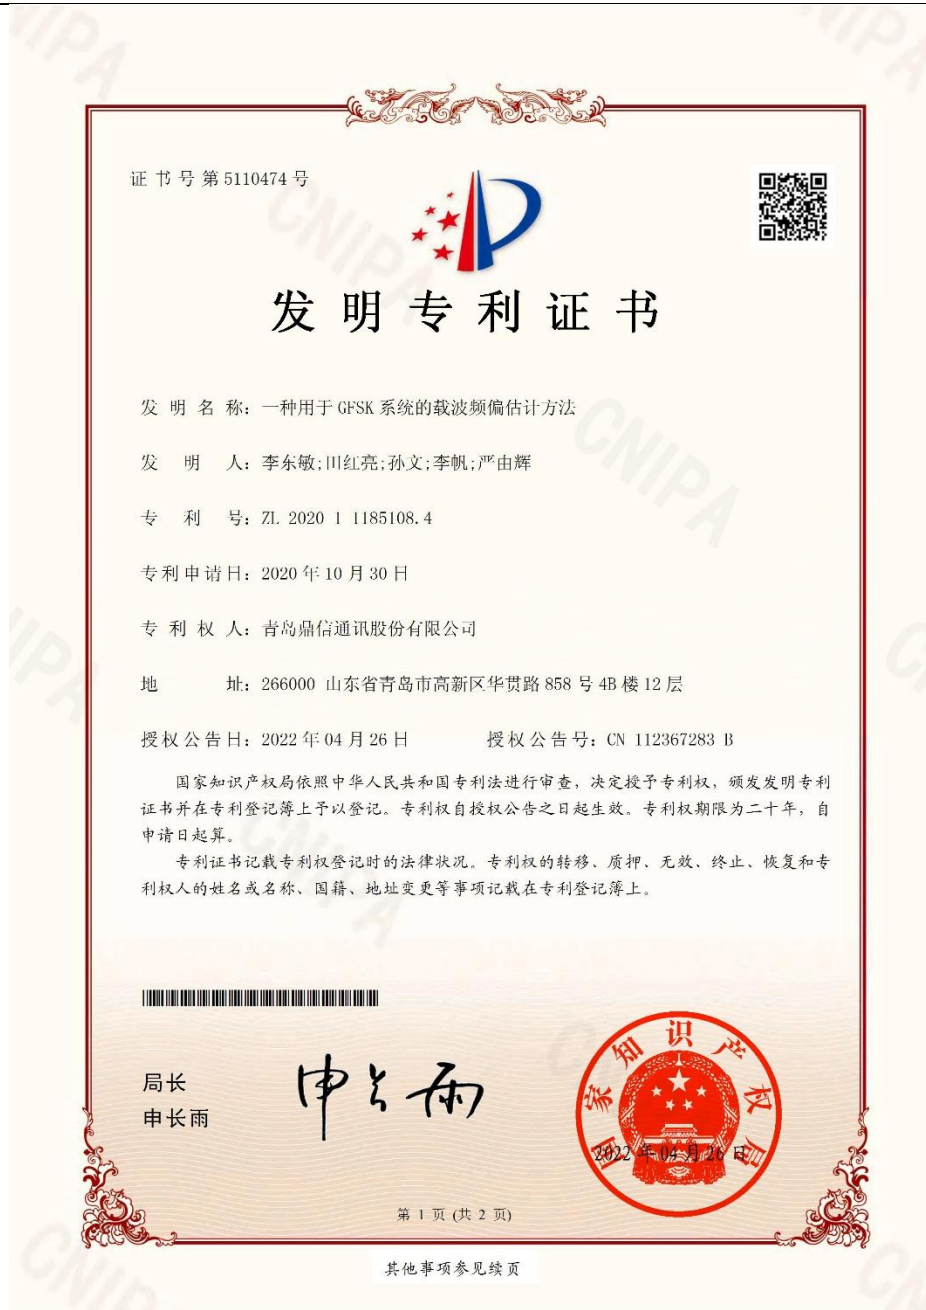 证书号第5110474号
发明专利证书
发明名称：一种用于GFSK系统的载波频偏估计方法
发明人：李东敏;田红亮;孙文;李帆;严由辉
专利号：ZL 2020 1 1185108.4
专利申请日：2020年10月30日
专利权人：青岛鼎信通讯股份有限公司
地址：266000 山东省青岛市高新区华贯路858号4B楼12层
授权公告日：2022年04月26日 授权公告号：CN 112367283 B
国家知识产权局依照中华人民共和国专利法进行审查，决定授予专利权，颁发发明专利
证书并在专利登记簿上予以登记。专利权自授权公告之日起生效。专利权期限为二十年，自
申请日起算。
专利证书记载专利权登记时的法律状况。专利权的转移、质押、无效、终止、恢复和专
利权人的姓名或名称、国籍、地址变更等事项记载在专利登记簿上。
局长
申长雨
申长雨
国家知识产权局
2022年04月26日
第 1 页 (共 2 页)
其他事项参见续页
CNIPA